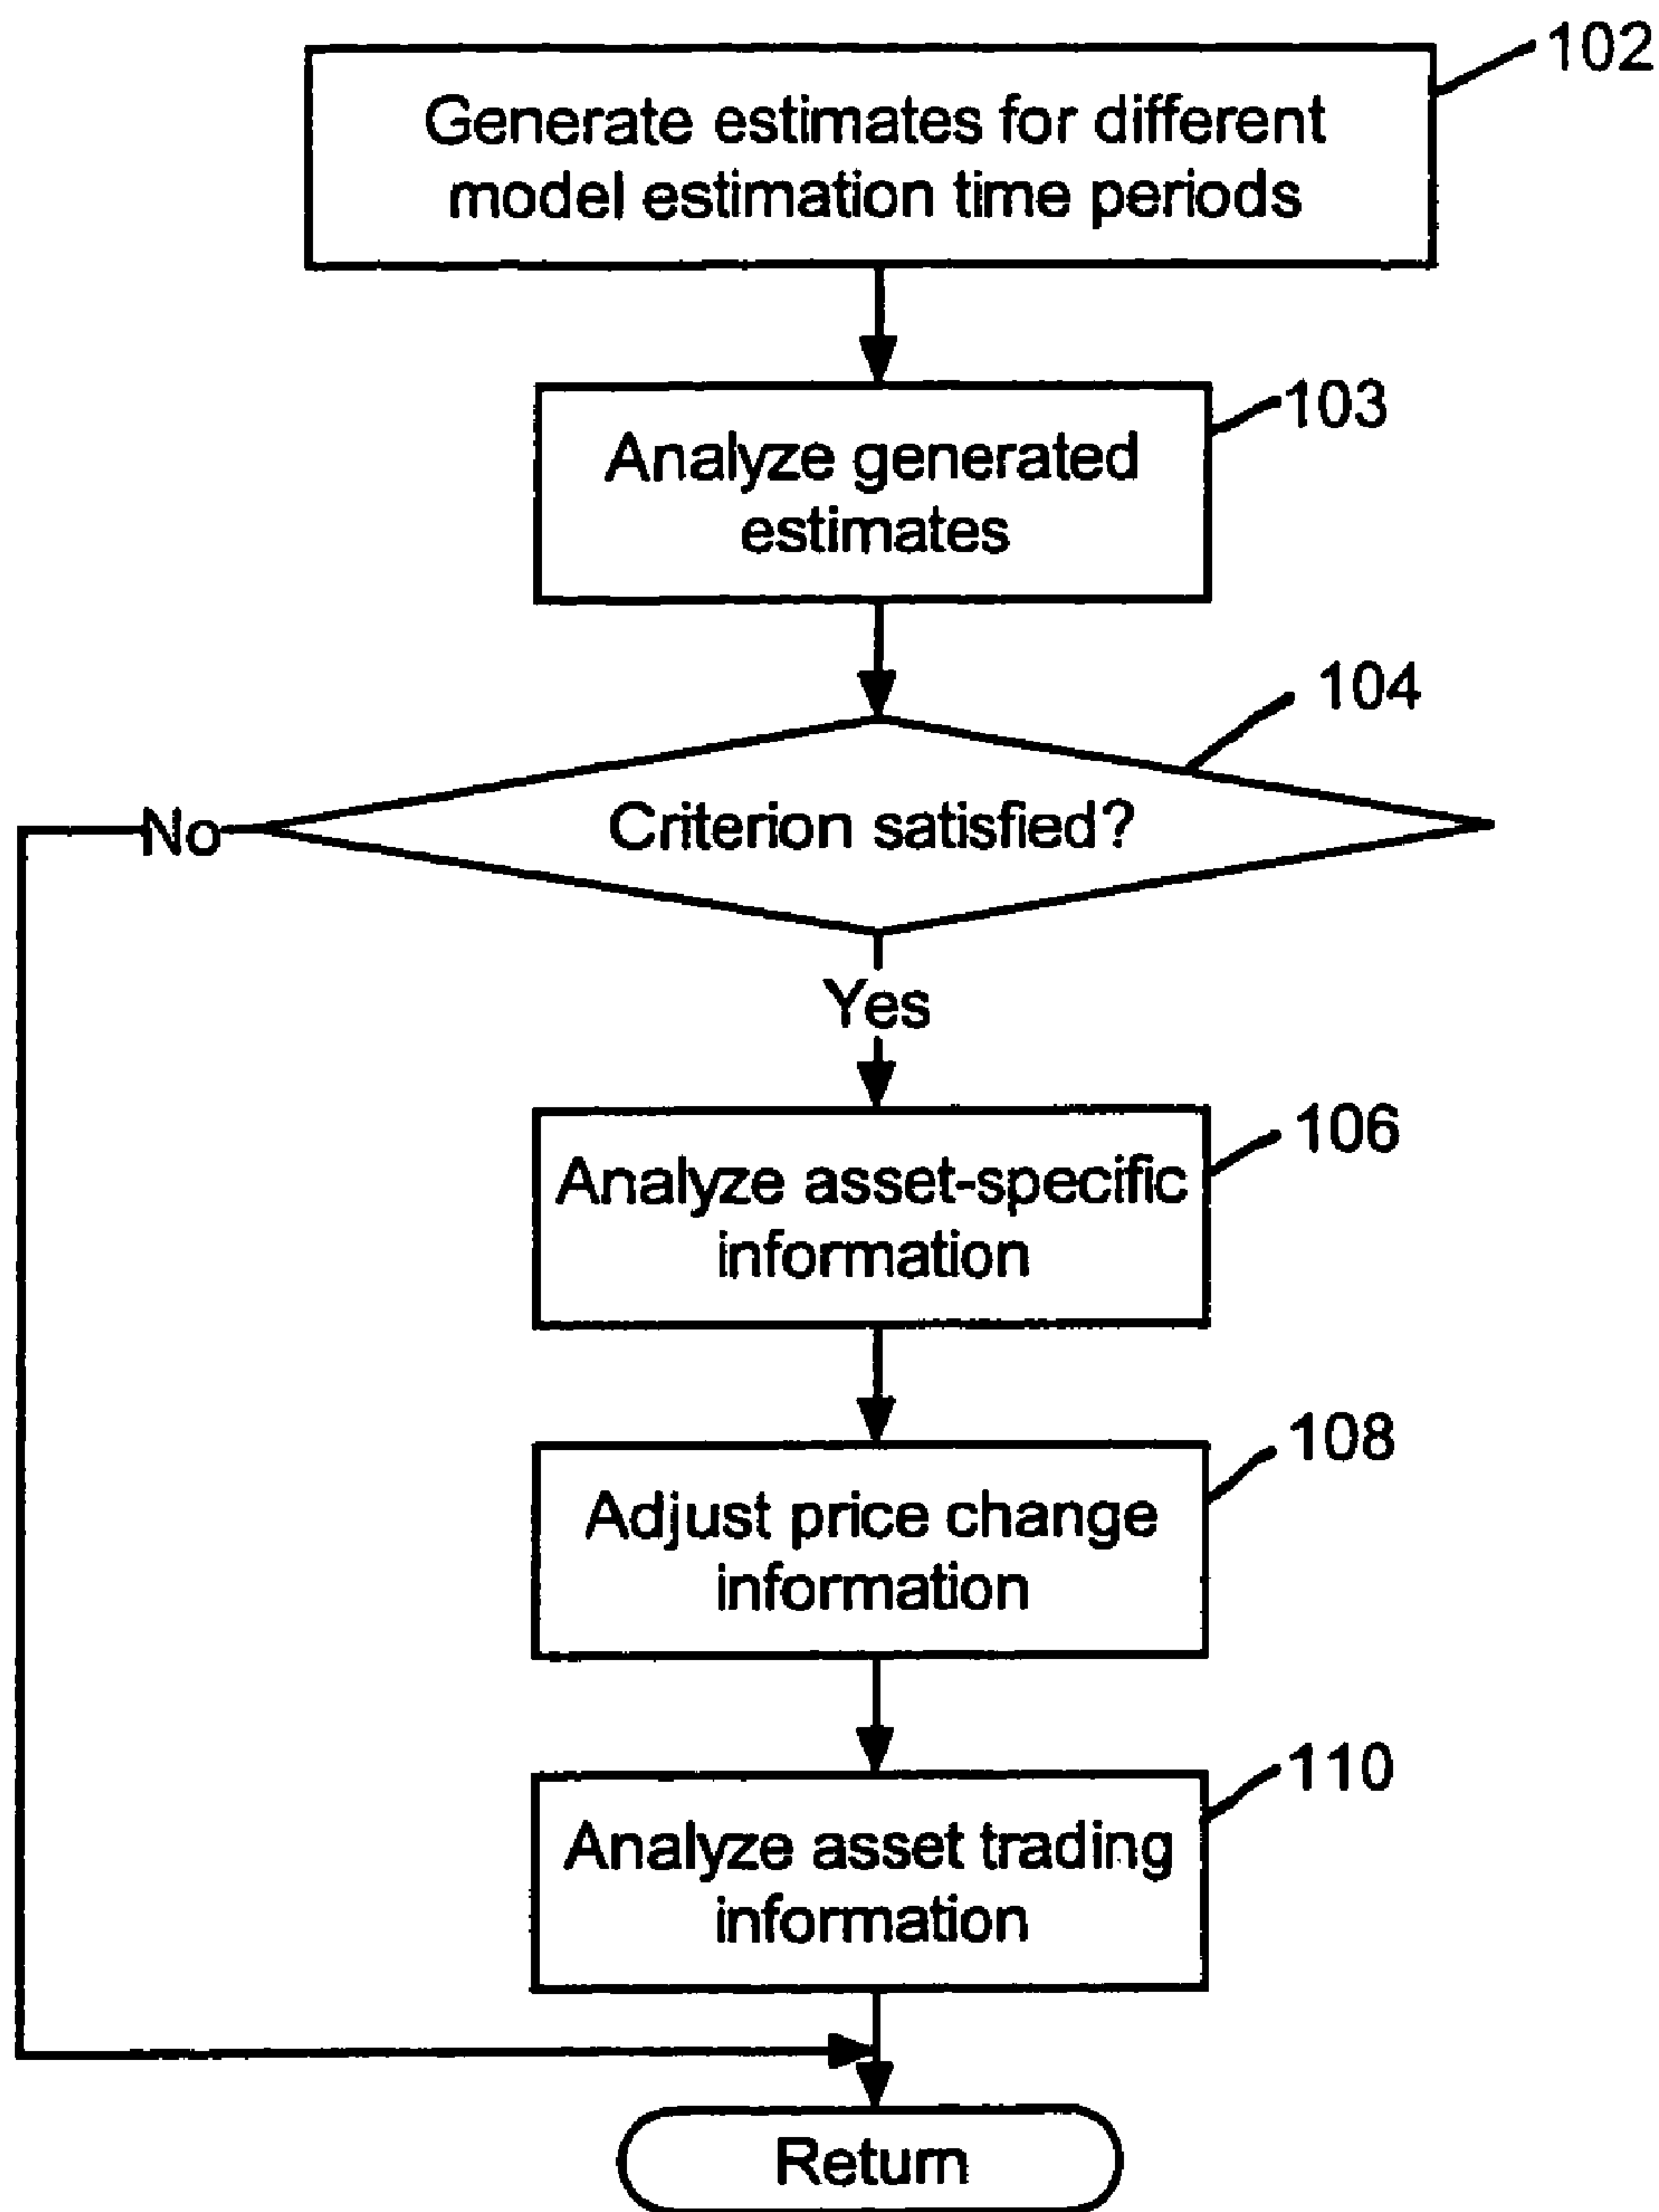 102
Generate estimates for different
model estimation time periods
103
Analyze generated
estimates
104
Criterion satisfied?
No
Yes
106
Analyze asset-specific
information
108
Adjust price change
information
110
Analyze asset trading
information
Return